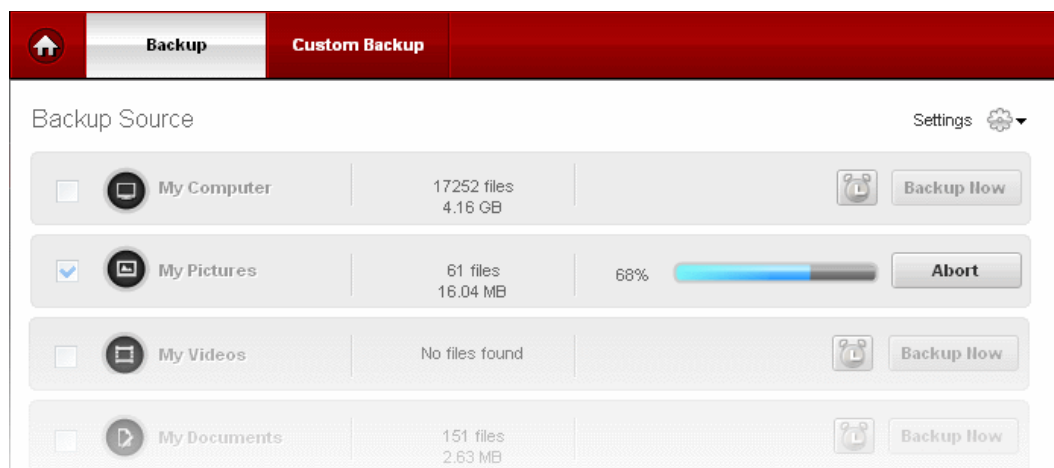 Backup Custom Backup
Backup Source Settings
My Computer 17252 files Backup Now
4.16 GB
My Pictures 61 files 68% Abort
16.04 MB
My Videos No files found Backup Now
My Documents 151 files Backup Now
2.63 MB